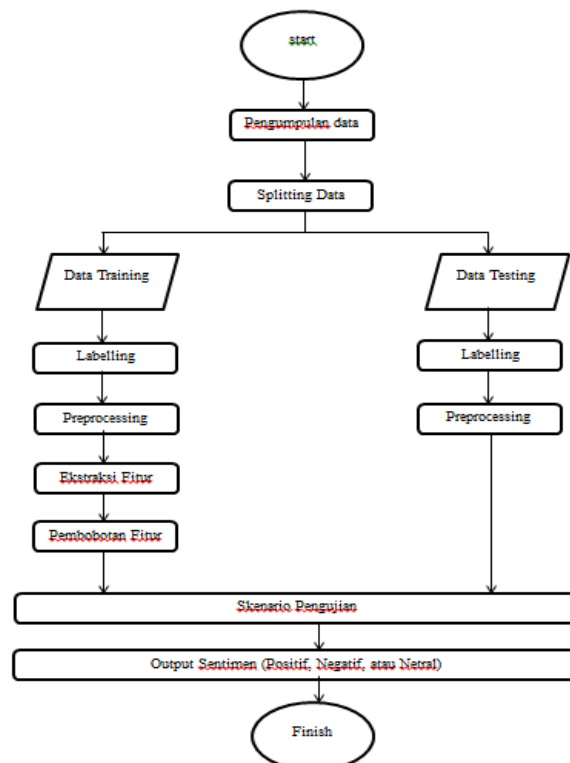 start
Pengumpulan data
Splitting Data
Data Training
Data Testing
Labelling
Labelling
Preprocessing
Preprocessing
Ekstraksi Fitur
Pembobotan Fitur
Skenario Pengujian
Output Sentimen (Positif, Negatif, atau Netral)
Finish